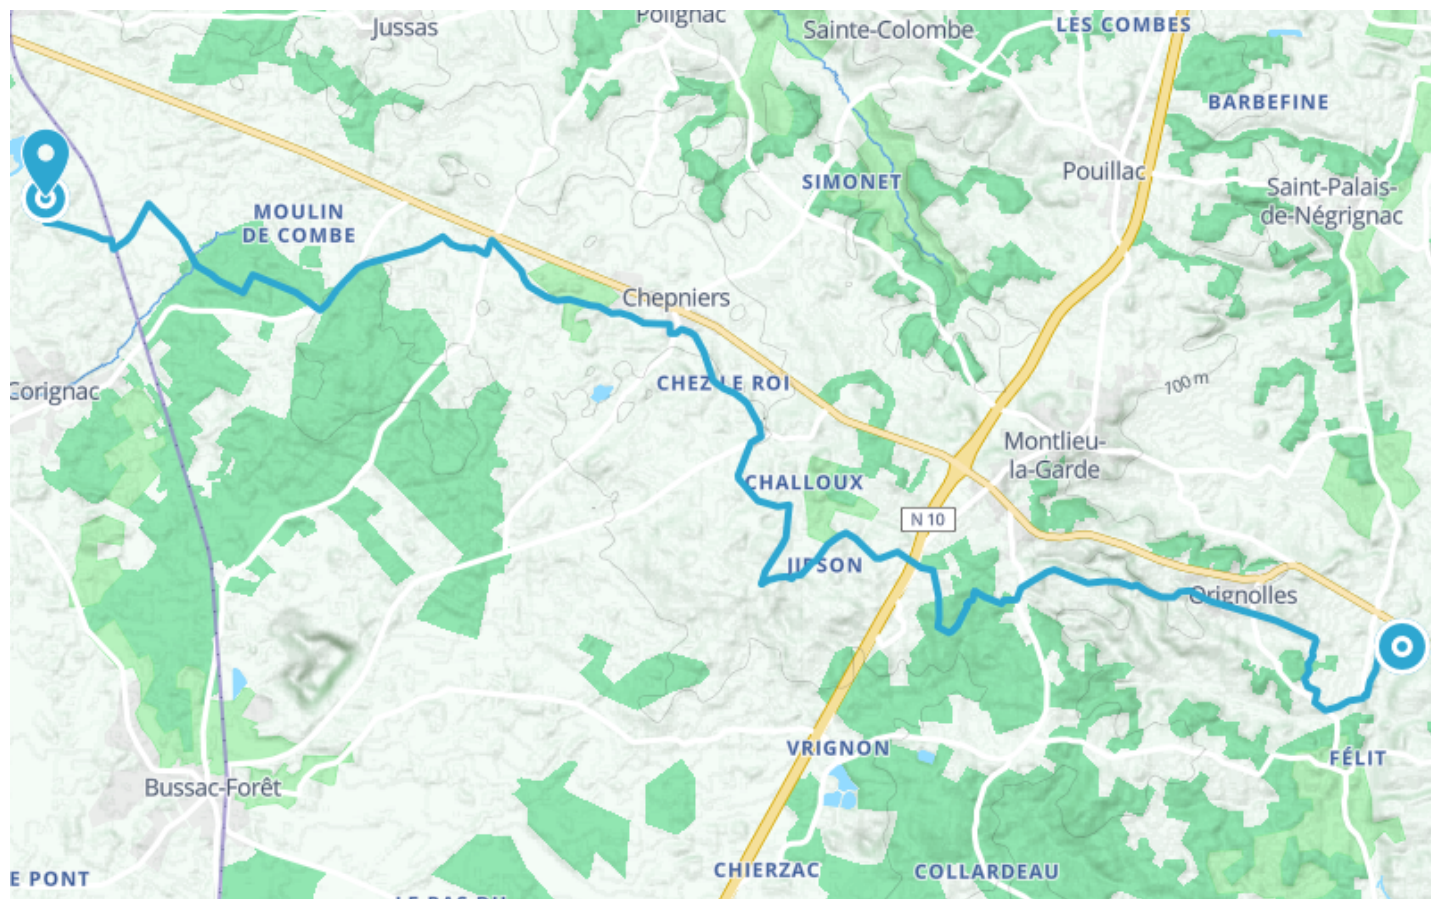 Jussas
Polignac
Sainte-Colombe
LES COMBES
BARBEFINE
SIMONET
Pouillac
Saint-Palais-
de-Négrignac
MOULIN
DE COMBE
Chepniers
CHEZ LE ROI
100 m
Corignac
Montlieu-
la-Garde
CHALLOUX
N 10
JIPSON
Orignolles
VRIGNON
FÉLIT
Bussac-Forêt
CHIERZAC
COLLARDEAU
E PONT